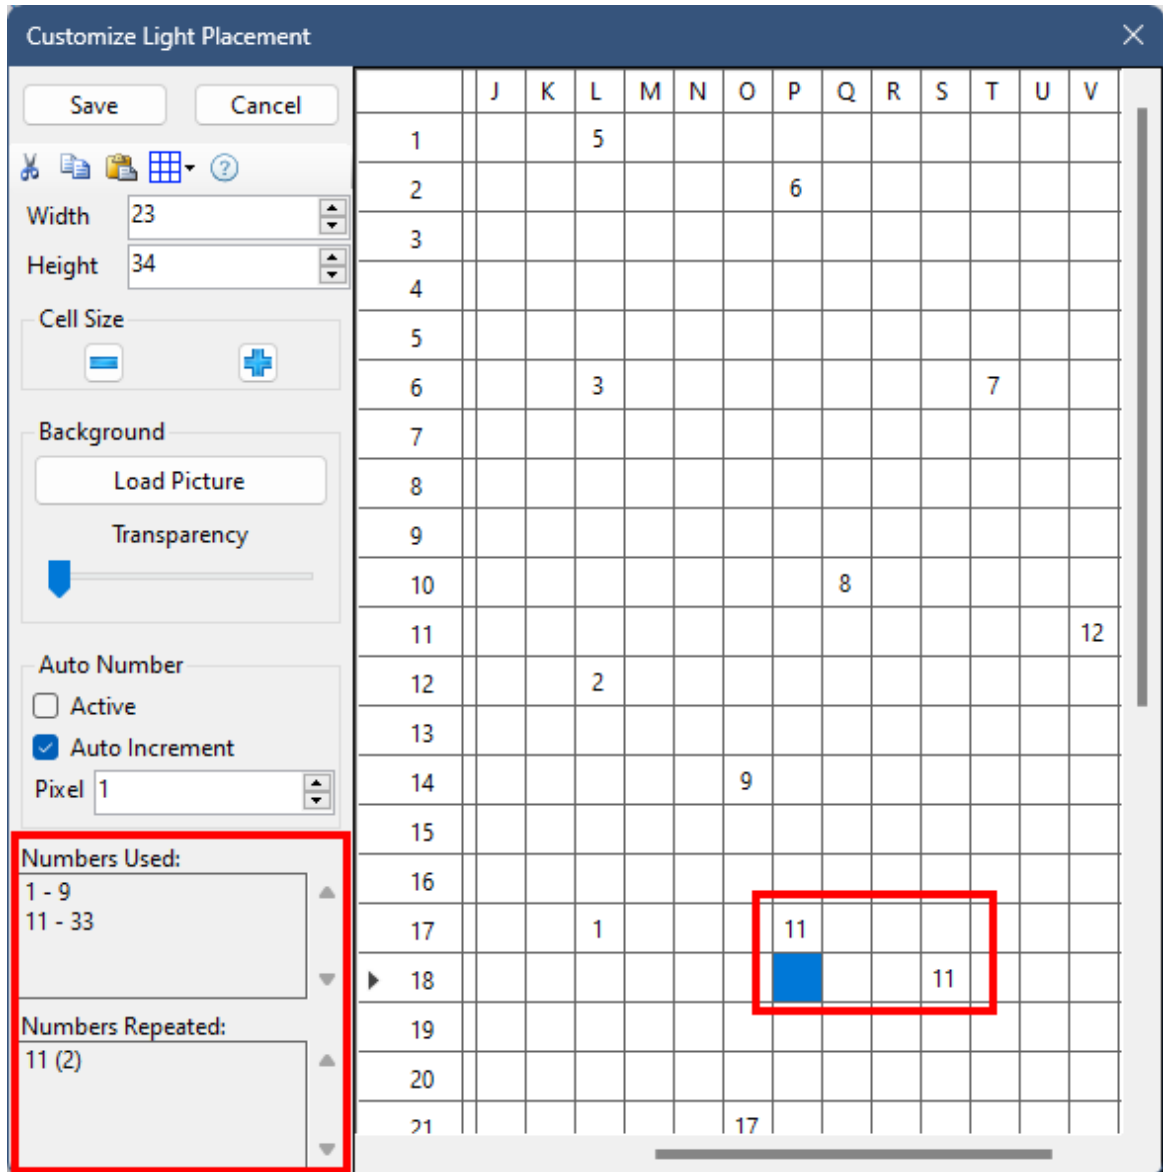 Customize Light Placement
Save Cancel
Width 23
Height 34
Cell Size
Background
Load Picture
Transparency
Auto Number
Active
Auto Increment
Pixel 1
Numbers Used:
1 - 9
11 - 33
Numbers Repeated:
11 (2)
J K L M N O P Q R S T U V
1 5
2 6
3
4
5
6 3 7
7
8
9
10 8
11 12
12 2
13
14 9
15
16
17 1 11
18 11
19
20
21 17